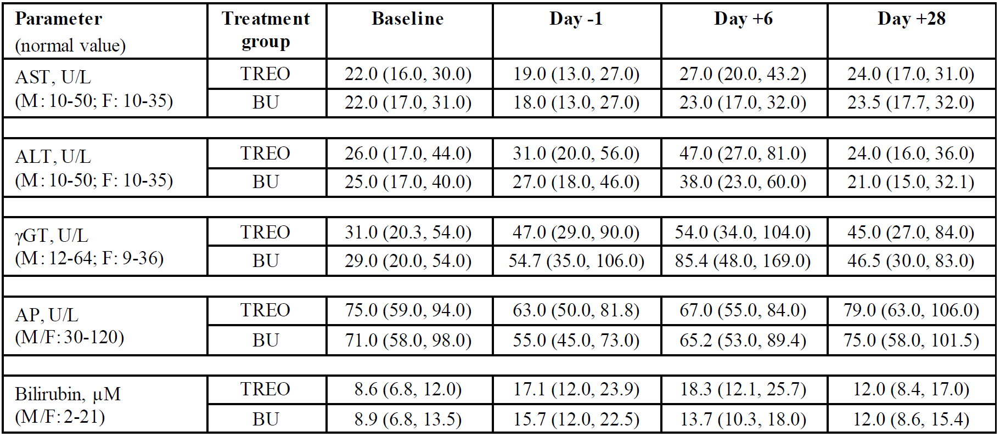 Parameter Treatment Baseline Day -1 Day +6 Day +28
(normal value) group
AST, U/L TREO 22.0 (16.0, 30.0) 19.0 (13.0, 27.0) 27.0 (20.0, 43.2) 24.0 (17.0, 31.0)
(M: 10-50; F: 10-35) BU 22.0 (17.0, 31.0) 18.0 (13.0, 27.0) 23.0 (17.0, 32.0) 23.5 (17.7, 32.0)
ALT, U/L TREO 26.0 (17.0, 44.0) 31.0 (20.0, 56.0) 47.0 (27.0, 81.0) 24.0 (16.0, 36.0)
(M: 10-50; F: 10-35) BU 25.0 (17.0, 40.0) 27.0 (18.0, 46.0) 38.0 (23.0, 60.0) 21.0 (15.0, 32.1)
γGT, U/L TREO 31.0 (20.3, 54.0) 47.0 (29.0, 90.0) 54.0 (34.0, 104.0) 45.0 (27.0, 84.0)
(M: 12-64; F: 9-36) BU 29.0 (20.0, 54.0) 54.7 (35.0, 106.0) 85.4 (48.0, 169.0) 46.5 (30.0, 83.0)
AP, U/L TREO 75.0 (59.0, 94.0) 63.0 (50.0, 81.8) 67.0 (55.0, 84.0) 79.0 (63.0, 106.0)
(M/F: 30-120) BU 71.0 (58.0, 98.0) 55.0 (45.0, 73.0) 65.2 (53.0, 89.4) 75.0 (58.0, 101.5)
Bilirubin, µM TREO 8.6 (6.8, 12.0) 17.1 (12.0, 23.9) 18.3 (12.1, 25.7) 12.0 (8.4, 17.0)
(M/F: 2-21) BU 8.9 (6.8, 13.5) 15.7 (12.0, 22.5) 13.7 (10.3, 18.0) 12.0 (8.6, 15.4)